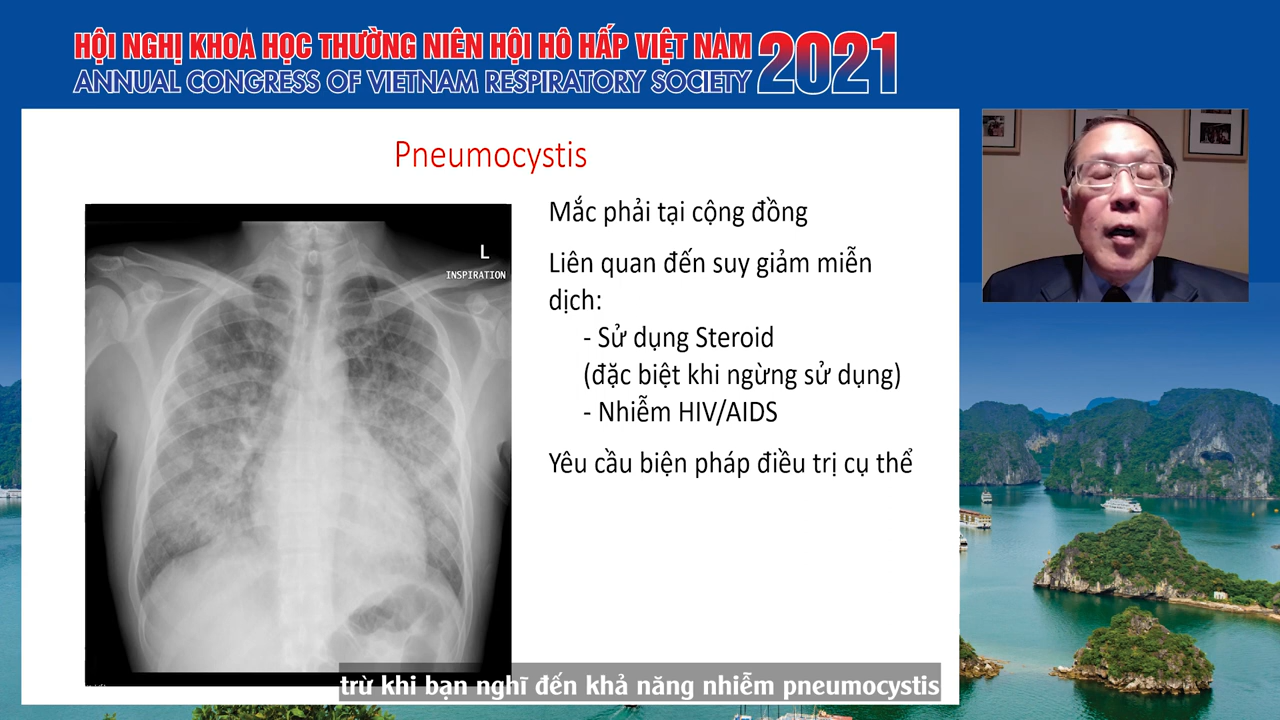 HỘI NGHỊ KHOA HỌC THƯỜNG NIÊN HỘI HÔ HẤP VIỆT NAM 2021
ANNUAL CONGRESS OF VIETNAM RESPIRATORY SOCIETY
Pneumocystis
L
INSPIRATION
Mắc phải tại cộng đồng
Liên quan đến suy giảm miễn
dịch:
- Sử dụng Steroid
(đặc biệt khi ngừng sử dụng)
- Nhiễm HIV/AIDS
Yêu cầu biện pháp điều trị cụ thể
trừ khi bạn nghĩ đến khả năng nhiễm pneumocystis